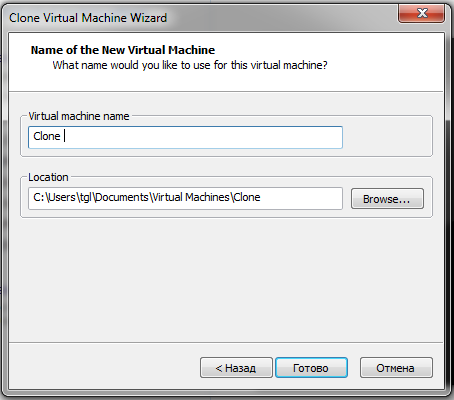 Clone Virtual Machine Wizard
Name of the New Virtual Machine
What name would you like to use for this virtual machine?
Virtual machine name
Clone
Location
C:\Users\tgl\Documents\Virtual Machines\Clone
Browse...
< Назад
Готово
Отмена